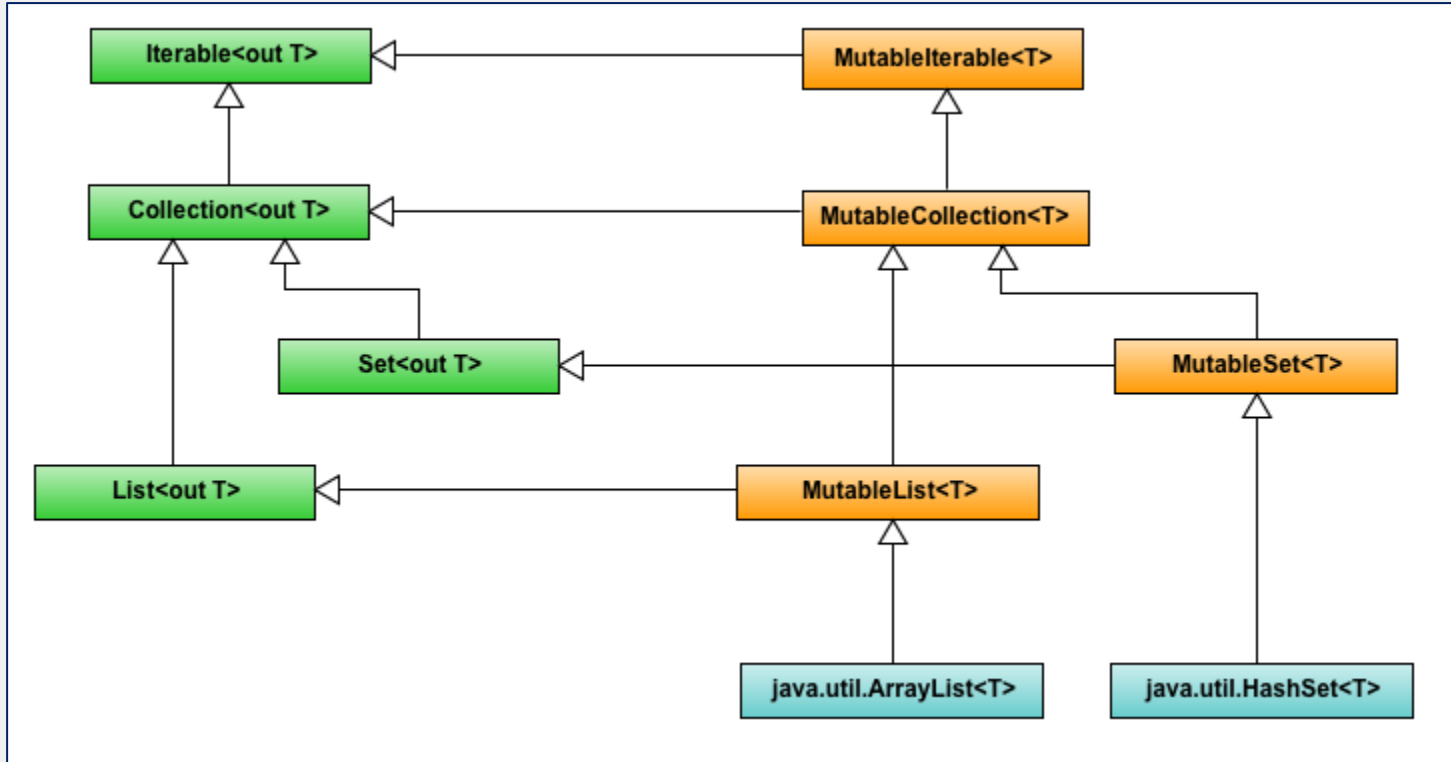 Iterable<out T>
MutableIterable<T>
Collection<out T>
MutableCollection<T>
Set<out T>
MutableSet<T>
List<out T>
MutableList<T>
java.util.ArrayList<T>
java.util.HashSet<T>